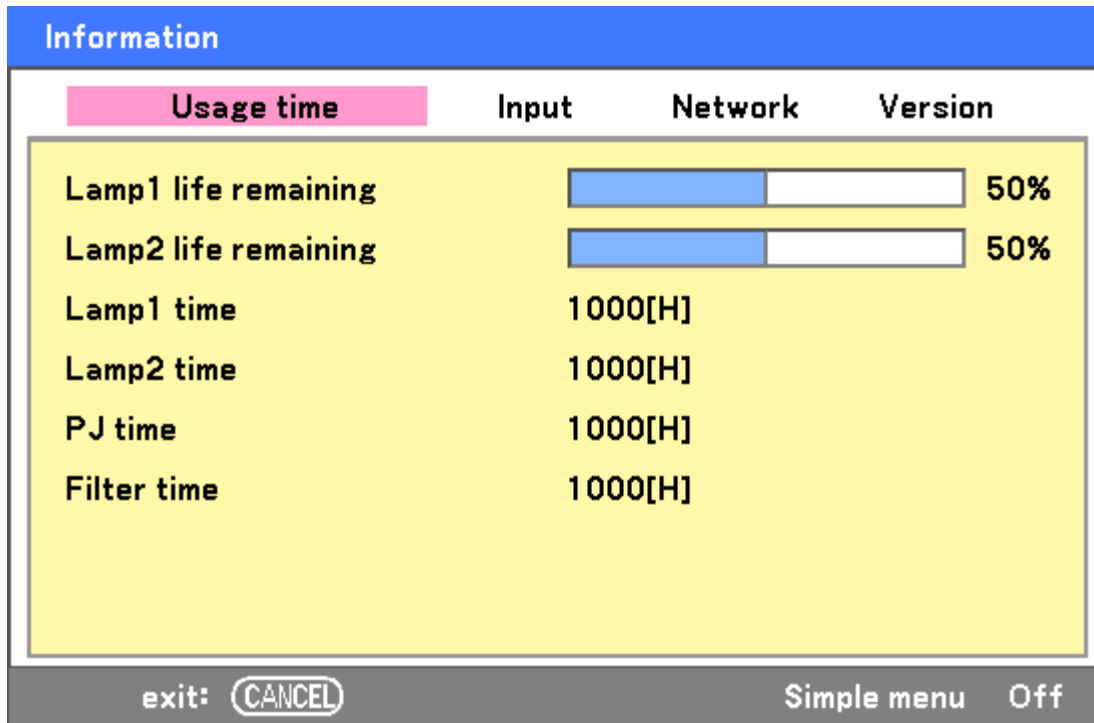 Information
Usage time Input Network Version
Lamp1 life remaining 50%
Lamp2 life remaining 50%
Lamp1 time 1000[H]
Lamp2 time 1000[H]
PJ time 1000[H]
Filter time 1000[H]
exit: CANCEL Simple menu Off